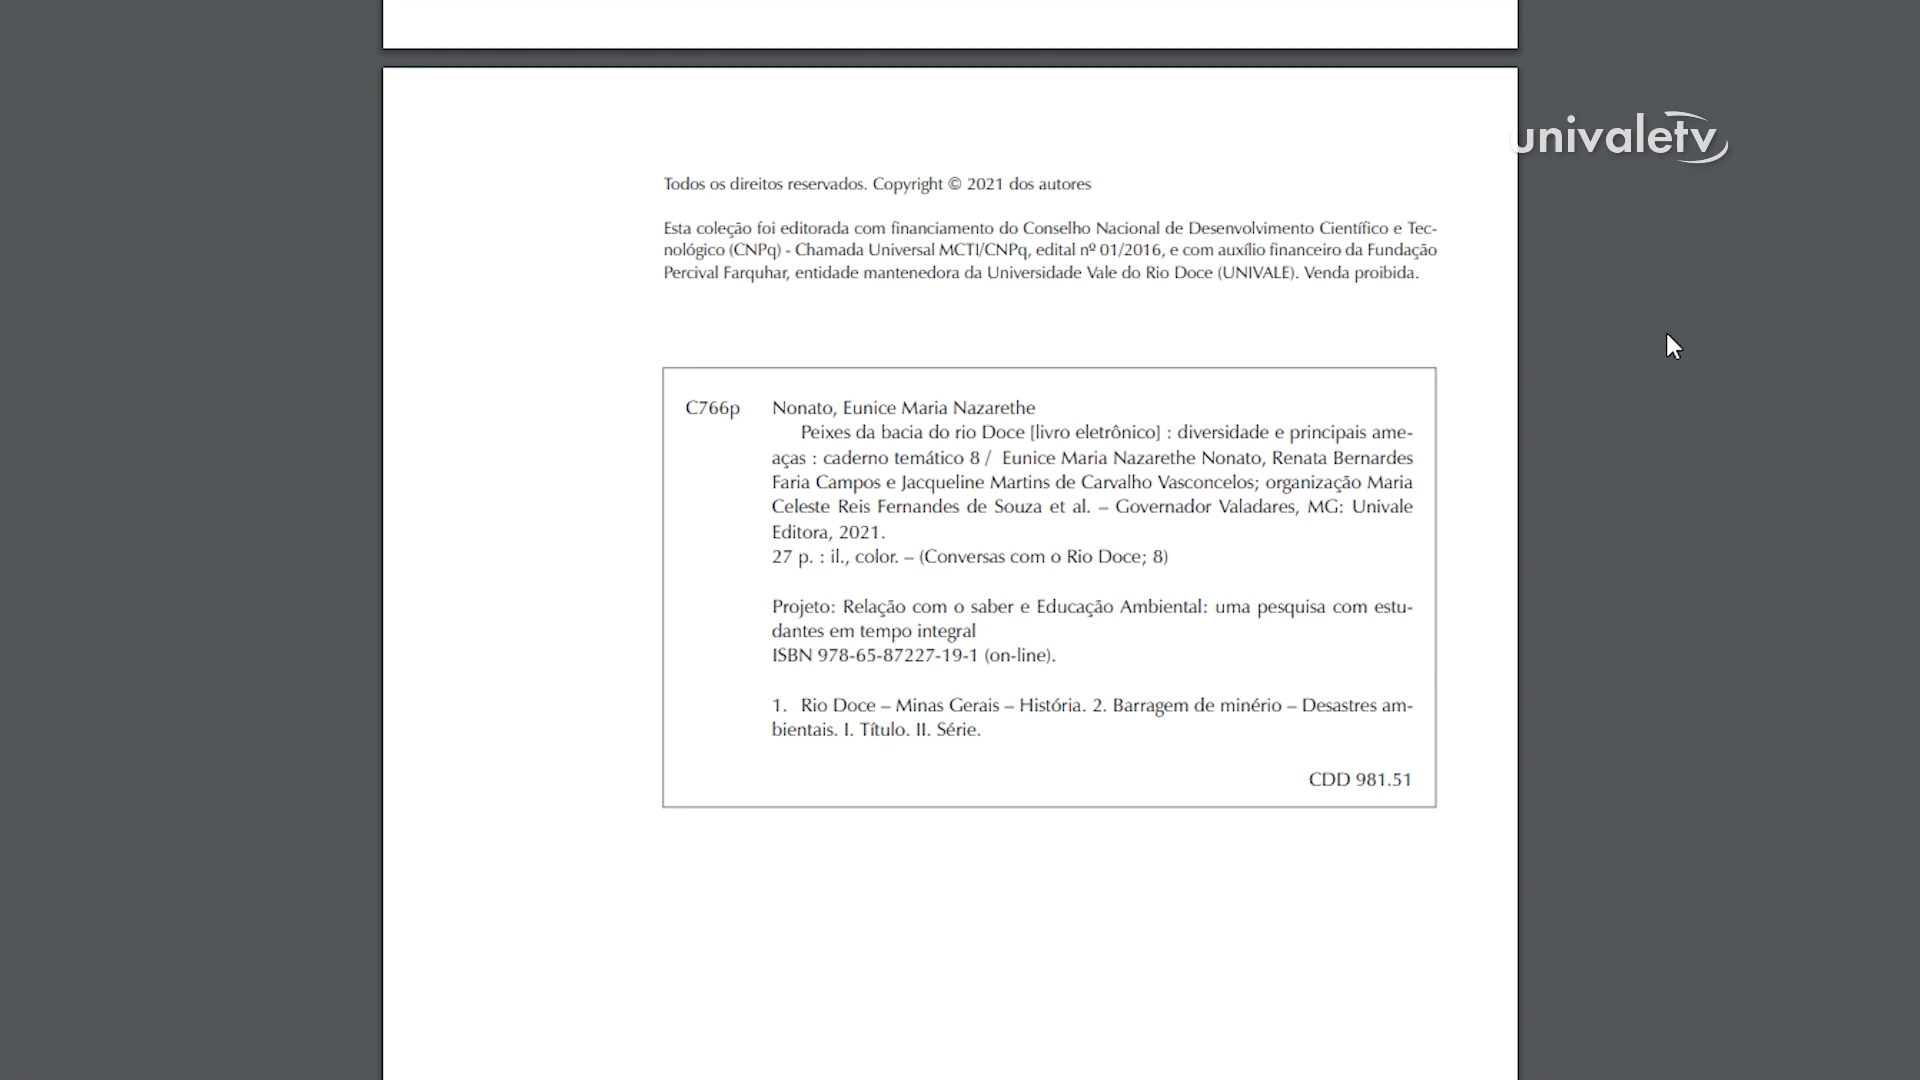 univaletv
Todos os direitos reservados. Copyright © 2021 dos autores
Esta coleção foi editorada com financiamento do Conselho Nacional de Desenvolvimento Científico e Tec-
nológico (CNPq) - Chamada Universal MCTI/CNPq, edital nº 01/2016, e com auxílio financeiro da Fundação
Percival Farquhar, entidade mantenedora da Universidade Vale do Rio Doce (UNIVALE). Venda proibida.
C766p Nonato, Eunice Maria Nazarethe
Peixes da bacia do rio Doce [livro eletrônico] : diversidade e principais ame-
aças : caderno temático 8 / Eunice Maria Nazarethe Nonato, Renata Bernardes
Faria Campos e Jacqueline Martins de Carvalho Vasconcelos; organização Maria
Celeste Reis Fernandes de Souza et al. – Governador Valadares, MG: Univale
Editora, 2021.
27 p. : il., color. – (Conversas com o Rio Doce; 8)
Projeto: Relação com o saber e Educação Ambiental: uma pesquisa com estu-
dantes em tempo integral
ISBN 978-65-87227-19-1 (on-line).
1. Rio Doce – Minas Gerais – História. 2. Barragem de minério – Desastres am-
bientais. I. Título. II. Série.
CDD 981.51